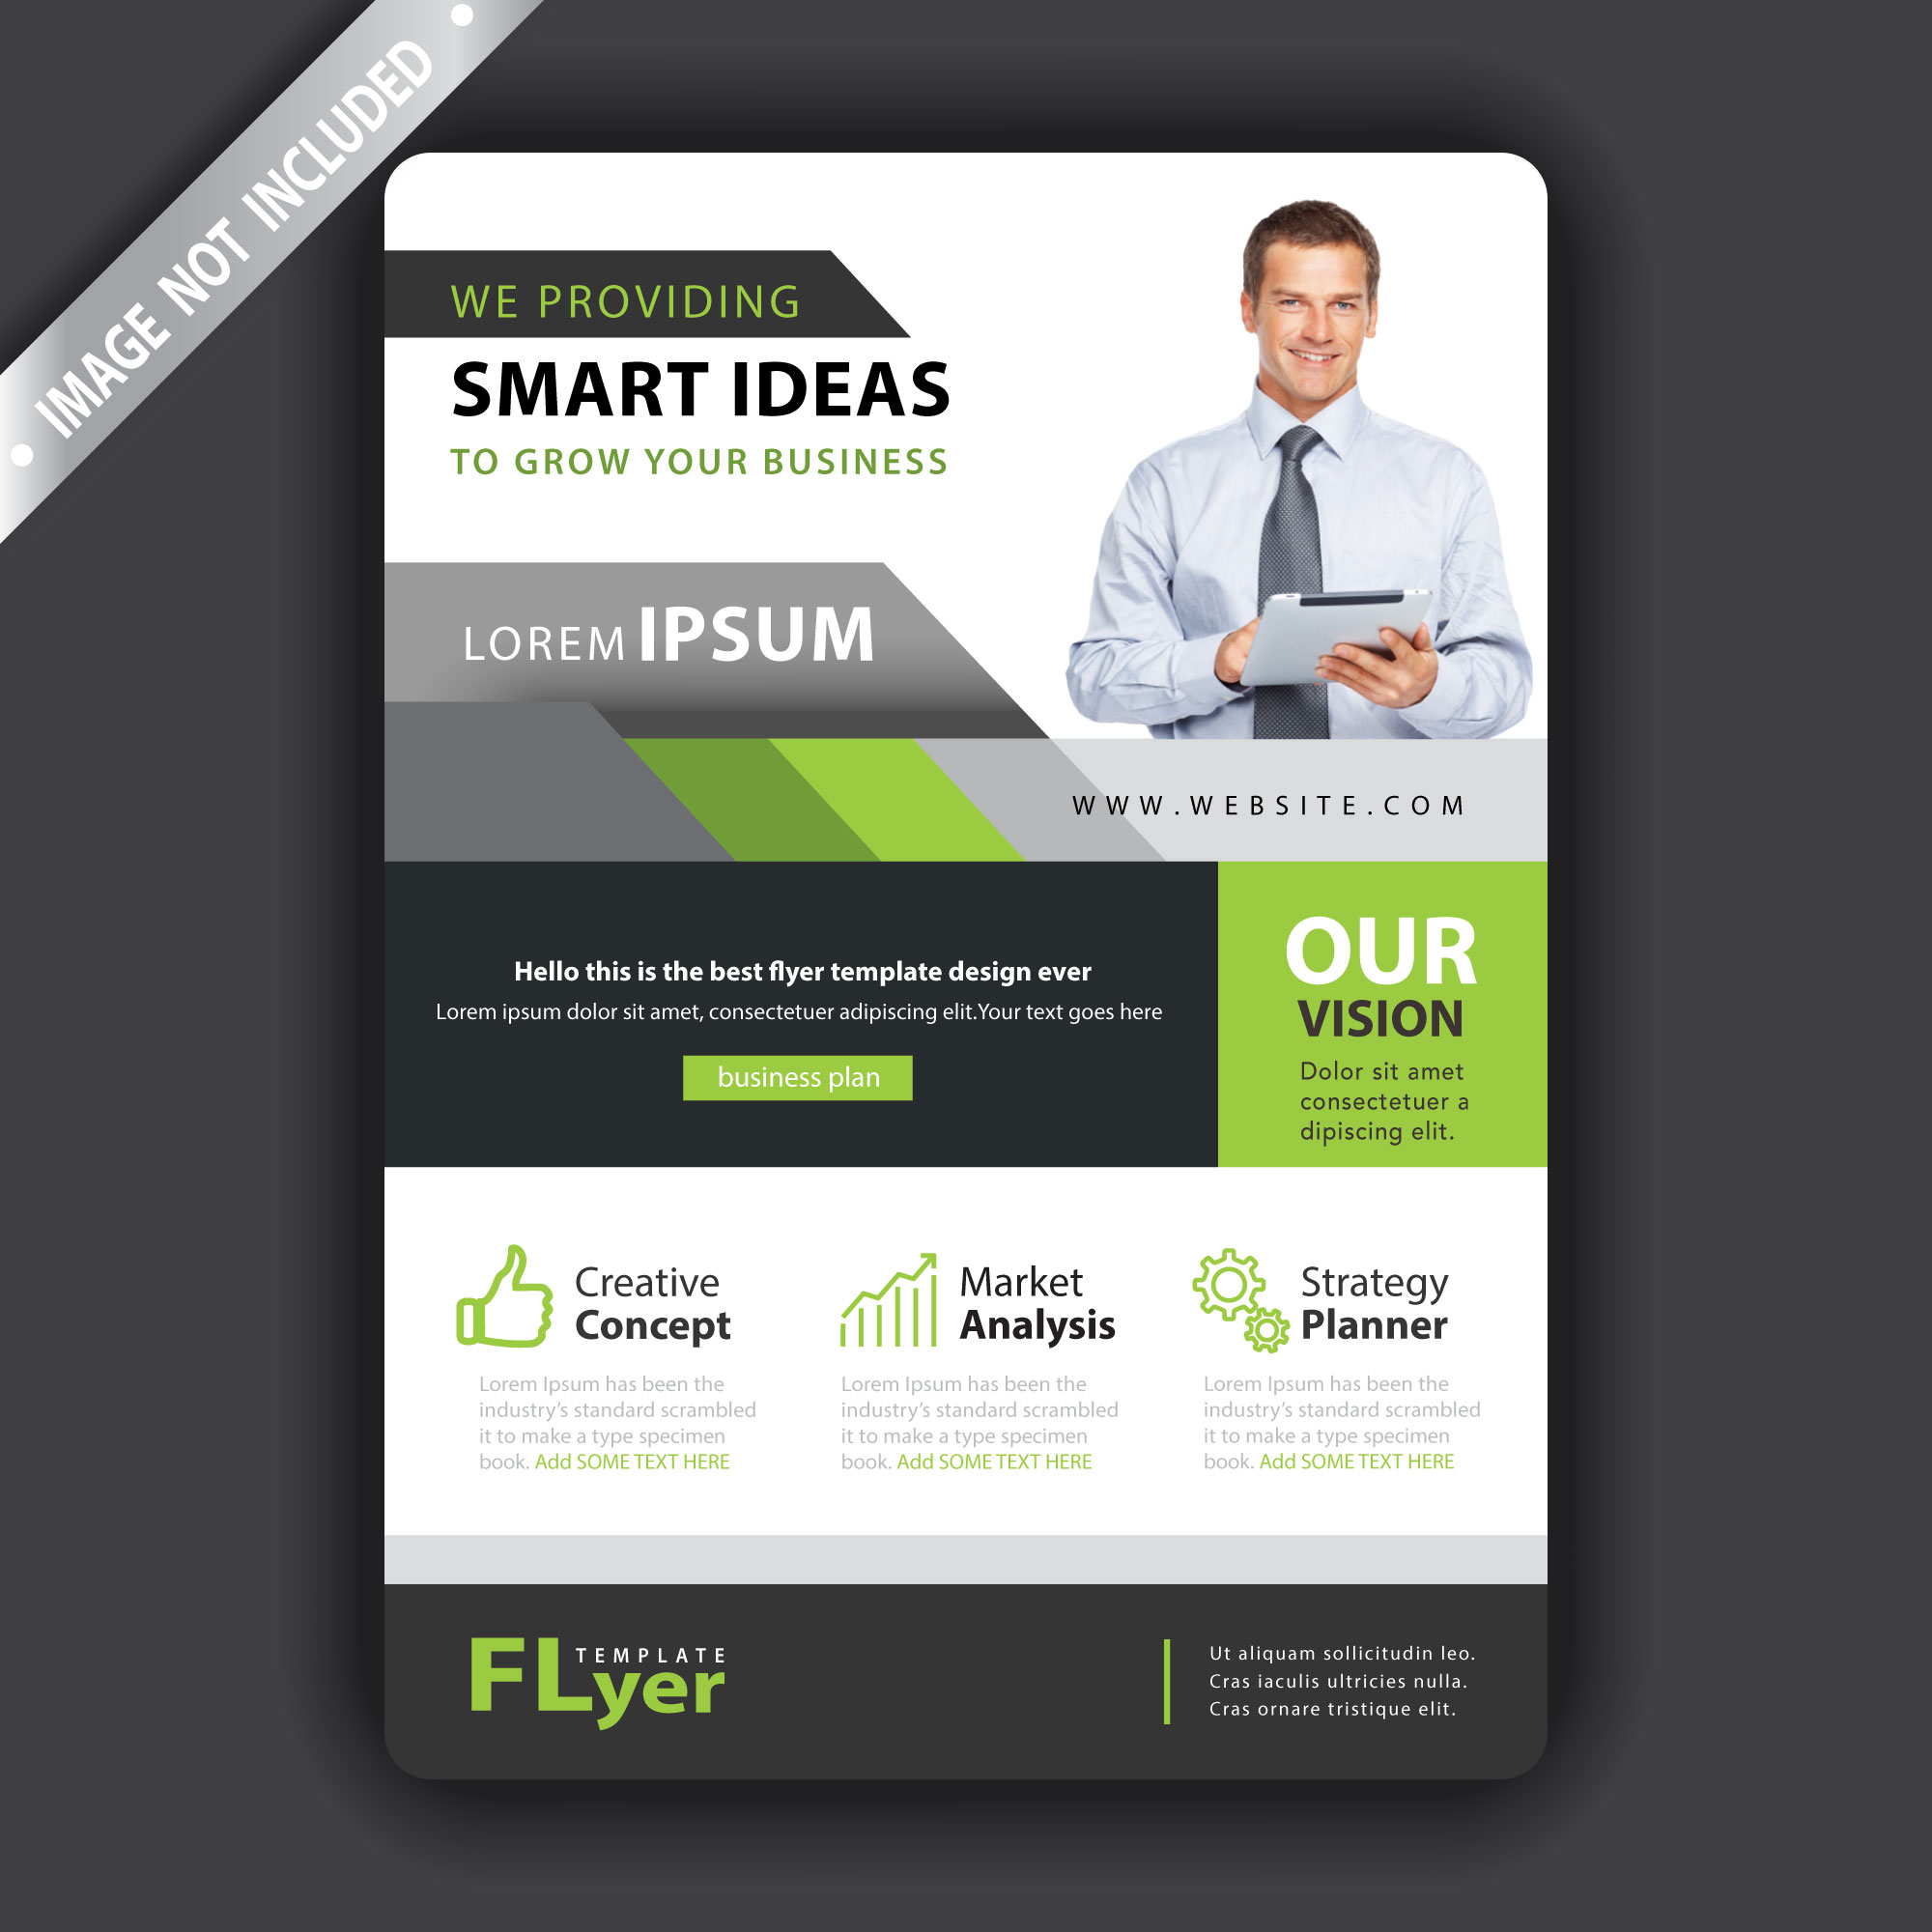 IMAGE NOT INCLUDED
WE PROVIDING
SMART IDEAS
TO GROW YOUR BUSINESS
LOREM IPSUM
WWW.WEBSITE.COM
Hello this is the best flyer template design ever
Lorem ipsum dolor sit amet, consectetuer adipiscing elit.Your text goes here
business plan
OUR
VISION
Dolor sit amet
consectetuer a
dipiscing elit.
Creative
Concept
Lorem Ipsum has been the
industry's standard scrambled
it to make a type specimen
book. Add SOME TEXT HERE
Market
Analysis
Lorem Ipsum has been the
industry's standard scrambled
it to make a type specimen
book. Add SOME TEXT HERE
Strategy
Planner
Lorem Ipsum has been the
industry's standard scrambled
it to make a type specimen
book. Add SOME TEXT HERE
TEMPLATE
FLyer
Ut aliquam sollicitudin leo.
Cras iaculis ultricies nulla.
Cras ornare tristique elit.